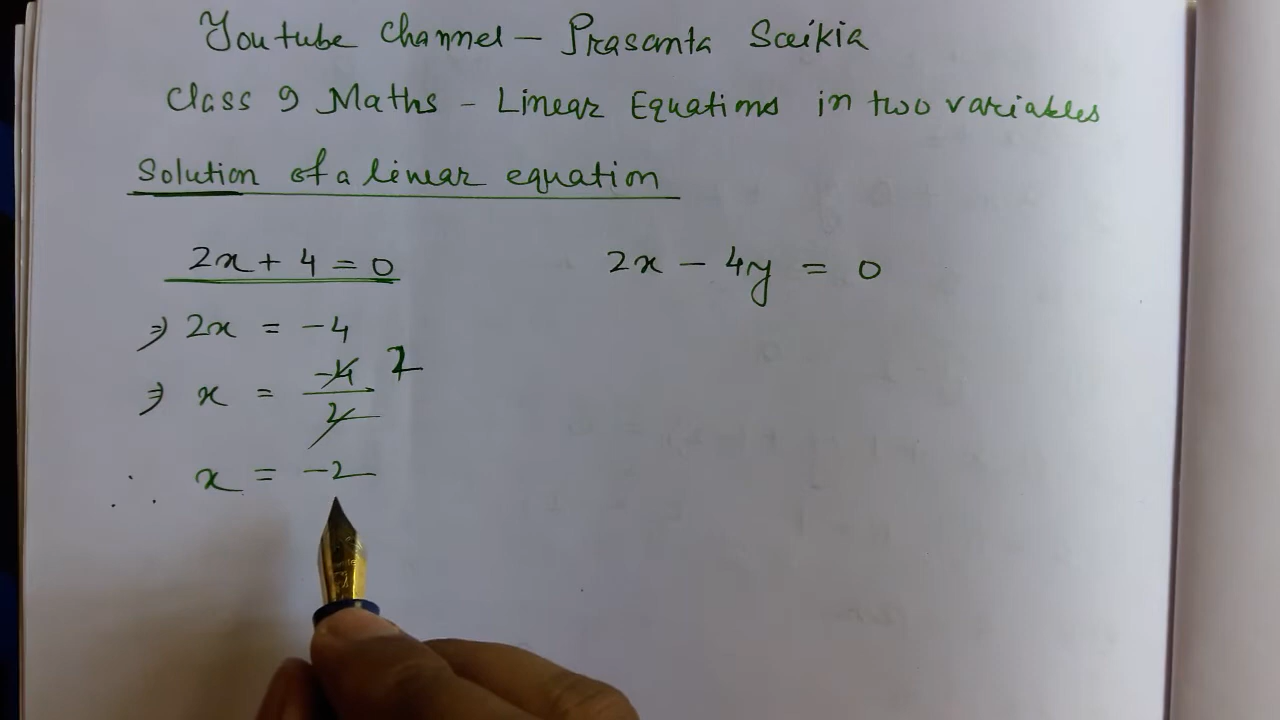 Youtube Channel - Prasanta Saikia
Class 9 Maths - Linear Equations in two variables
Solution of a linear equation
2x + 4 = 0
2x - 4y = 0
⇒ 2x = -4
⇒ x = -4/2 2
∴ x = -2